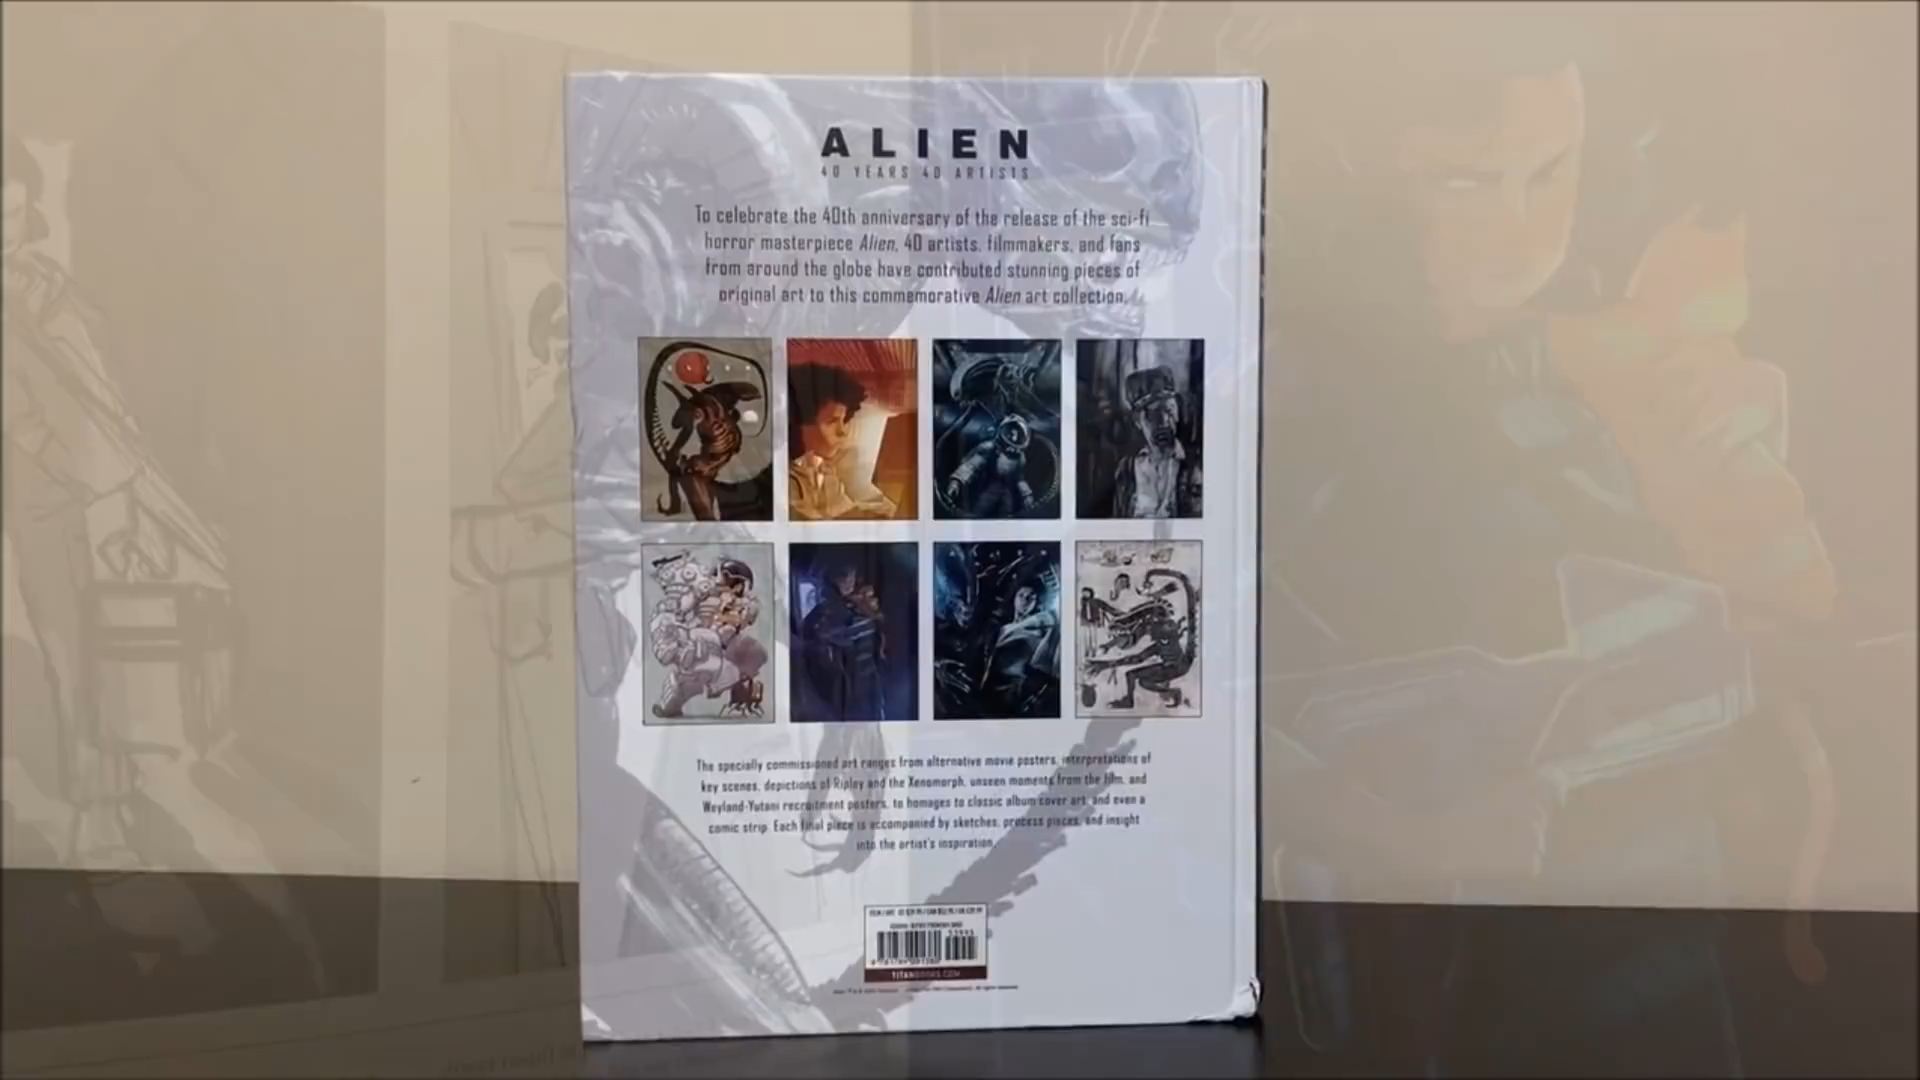 ALIEN
40 YEARS 40 ARTISTS
To celebrate the 40th anniversary of the release of the sci-fi
horror masterpiece Alien, 40 artists, filmmakers, and fans
from around the globe have contributed stunning pieces of
original art to this commemorative Alien art collection.
The specially commissioned art ranges from alternative movie posters, interpretations of
key scenes, depictions of Ripley and the Xenomorph, unseen moments from the film, and
Weyland-Yutani recruitment posters, to homages to classic album cover art, and even a
comic strip. Each final piece is accompanied by sketches, process pieces, and insight
into the artist's inspiration.
TITANBOOKS.COM